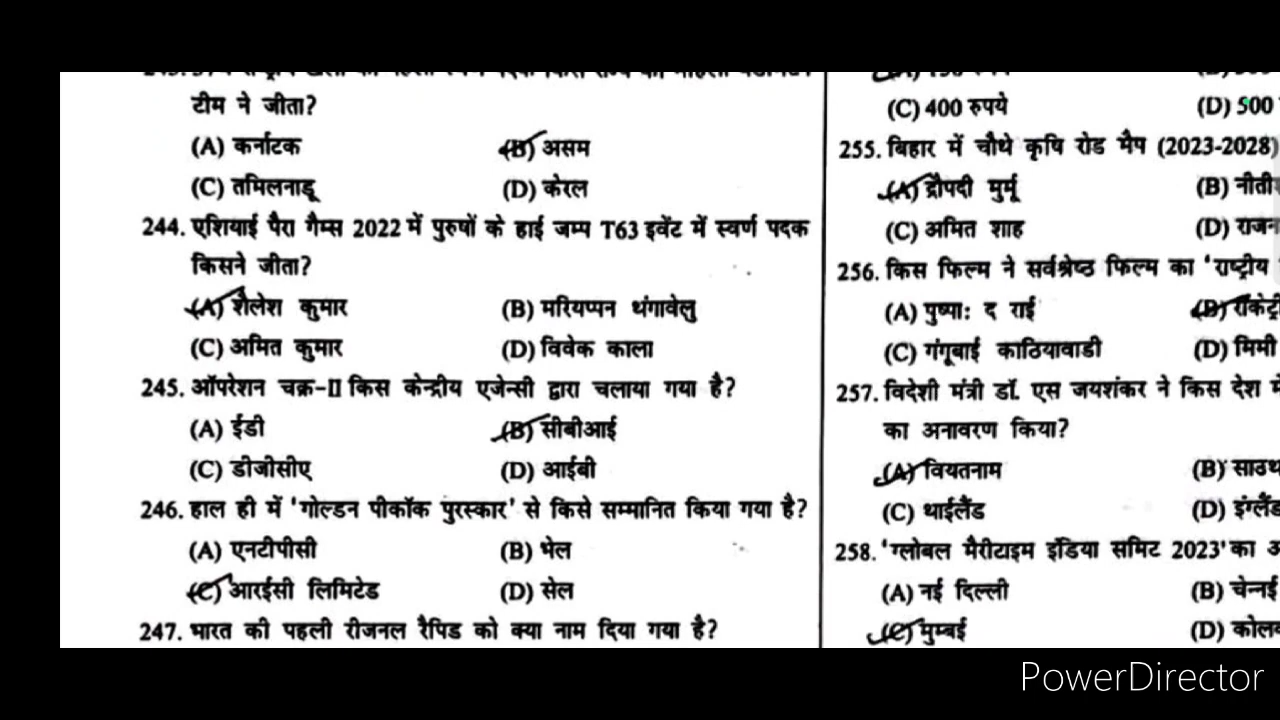 टीम ने जीता?
(A) कर्नाटक (B) असम
(C) तमिलनाडू (D) केरल
244. एशियाई पैरा गैम्स 2022 में पुरुषों के हाई जम्प T63 इवेंट में स्वर्ण पदक
किसने जीता?
(A) शैलेश कुमार (B) मरियप्पन थंगावेलु
(C) अमित कुमार (D) विवेक काला
245. ऑपरेशन चक्र-II किस केन्द्रीय एजेन्सी द्वारा चलाया गया है?
(A) ईडी (B) सीबीआई
(C) डीजीसीए (D) आईबी
246. हाल ही में 'गोल्डन पीकॉक पुरस्कार' से किसे सम्मानित किया गया है?
(A) एनटीपीसी (B) भेल
(C) आरईसी लिमिटेड (D) सेल
247. भारत की पहली रीजनल रैपिड को क्या नाम दिया गया है?
(C) 400 रुपये (D) 500
255. बिहार में चौथे कृषि रोड मैप (2023-2028)
(A) द्रौपदी मुर्मू (B)
(C) अमित शाह (D)
256. किस फिल्म ने सर्वश्रेष्ठ फिल्म का 'राष्ट्रीय
(A) पुष्पा: द राई (B)
(C) गंगूबाई काठियावाडी (D) मिमी
257. विदेशी मंत्री डॉ. एस जयशंकर ने किस देश में
का अनावरण किया?
(A) वियतनाम (B)
(C) थाईलैंड (D) इंग्लैंड
258. 'ग्लोबल मैरीटाइम इंडिया समिट 2023' का
(A) नई दिल्ली (B) चेन्नई
(C) मुम्बई (D)
PowerDirector